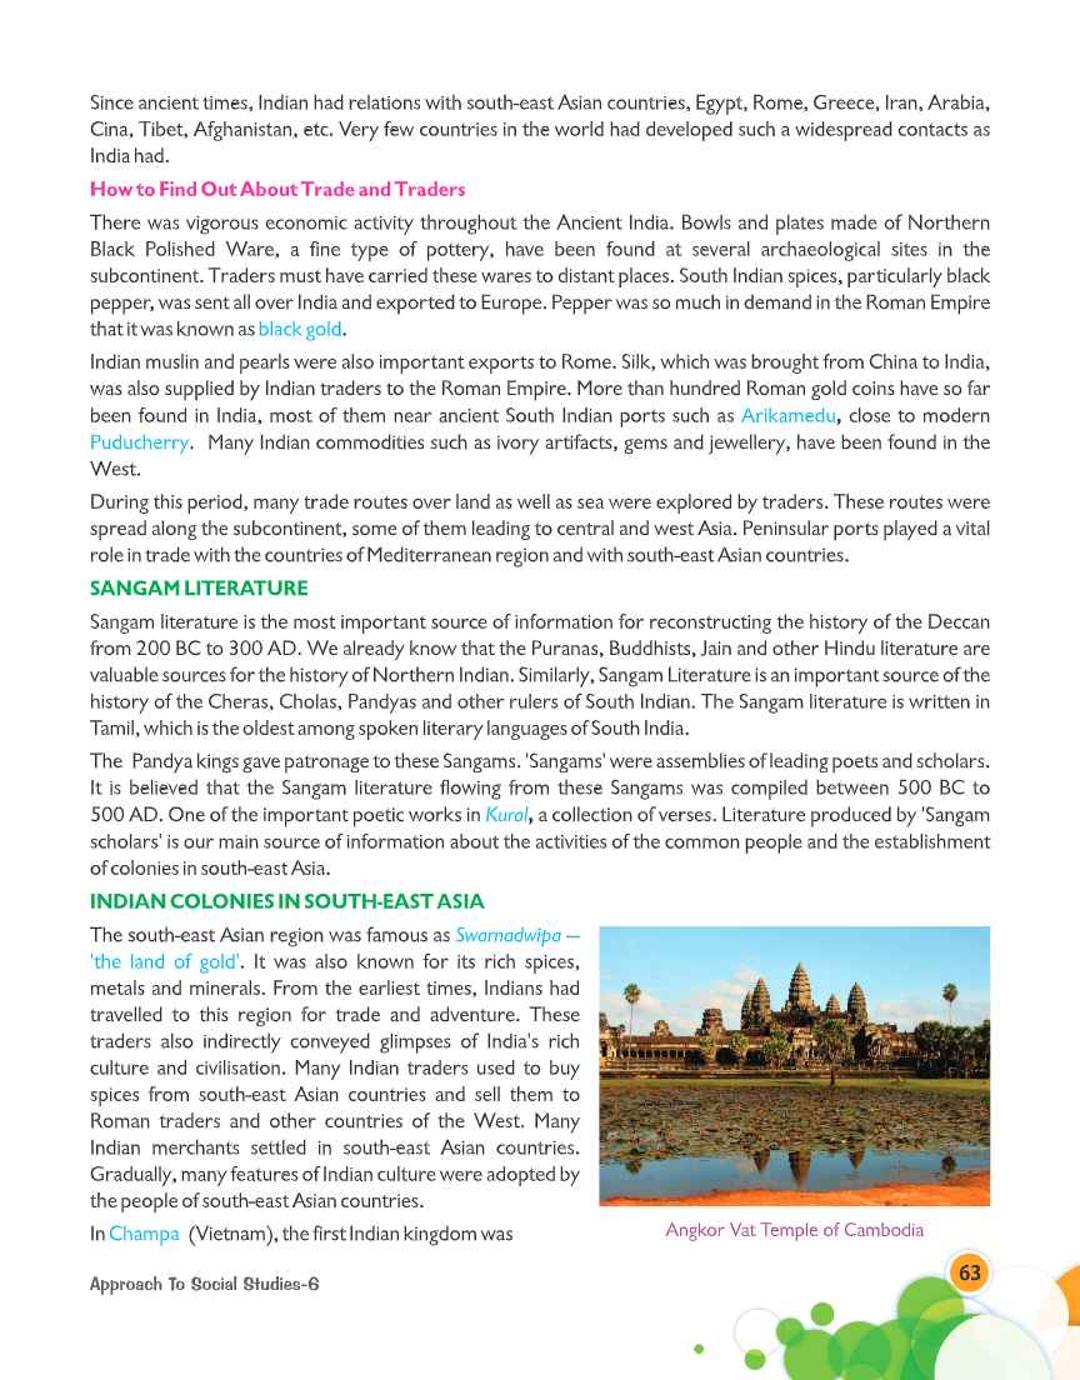 Since ancient times, Indian had relations with south-east Asian countries, Egypt, Rome, Greece, Iran, Arabia,
Cina, Tibet, Afghanistan, etc. Very few countries in the world had developed such a widespread contacts as
India had.
How to Find Out About Trade and Traders
There was vigorous economic activity throughout the Ancient India. Bowls and plates made of Northern
Black Polished Ware, a fine type of pottery, have been found at several archaeological sites in the
subcontinent. Traders must have carried these wares to distant places. South Indian spices, particularly black
pepper, was sent all over India and exported to Europe. Pepper was so much in demand in the Roman Empire
that it was known as black gold.
Indian muslin and pearls were also important exports to Rome. Silk, which was brought from China to India,
was also supplied by Indian traders to the Roman Empire. More than hundred Roman gold coins have so far
been found in India, most of them near ancient South Indian ports such as Arikamedu, close to modern
Puducherry. Many Indian commodities such as ivory artifacts, gems and jewellery, have been found in the
West.
During this period, many trade routes over land as well as sea were explored by traders. These routes were
spread along the subcontinent, some of them leading to central and west Asia. Peninsular ports played a vital
role in trade with the countries of Mediterranean region and with south-east Asian countries.
SANGAM LITERATURE
Sangam literature is the most important source of information for reconstructing the history of the Deccan
from 200 BC to 300 AD. We already know that the Puranas, Buddhists, Jain and other Hindu literature are
valuable sources for the history of Northern Indian. Similarly, Sangam Literature is an important source of the
history of the Cheras, Cholas, Pandyas and other rulers of South Indian. The Sangam literature is written in
Tamil, which is the oldest among spoken literary languages of South India.
The Pandya kings gave patronage to these Sangams. 'Sangams' were assemblies of leading poets and scholars.
It is believed that the Sangam literature flowing from these Sangams was compiled between 500 BC to
500 AD. One of the important poetic works in Kural, a collection of verses. Literature produced by 'Sangam
scholars' is our main source of information about the activities of the common people and the establishment
of colonies in south-east Asia.
INDIAN COLONIES IN SOUTH-EAST ASIA
The south-east Asian region was famous as Swarnadwipa –
'the land of gold'. It was also known for its rich spices,
metals and minerals. From the earliest times, Indians had
travelled to this region for trade and adventure. These
traders also indirectly conveyed glimpses of India's rich
culture and civilisation. Many Indian traders used to buy
spices from south-east Asian countries and sell them to
Roman traders and other countries of the West. Many
Indian merchants settled in south-east Asian countries.
Gradually, many features of Indian culture were adopted by
the people of south-east Asian countries.
In Champa (Vietnam), the first Indian kingdom was
Angkor Vat Temple of Cambodia
Approach To Social Studies-6
63